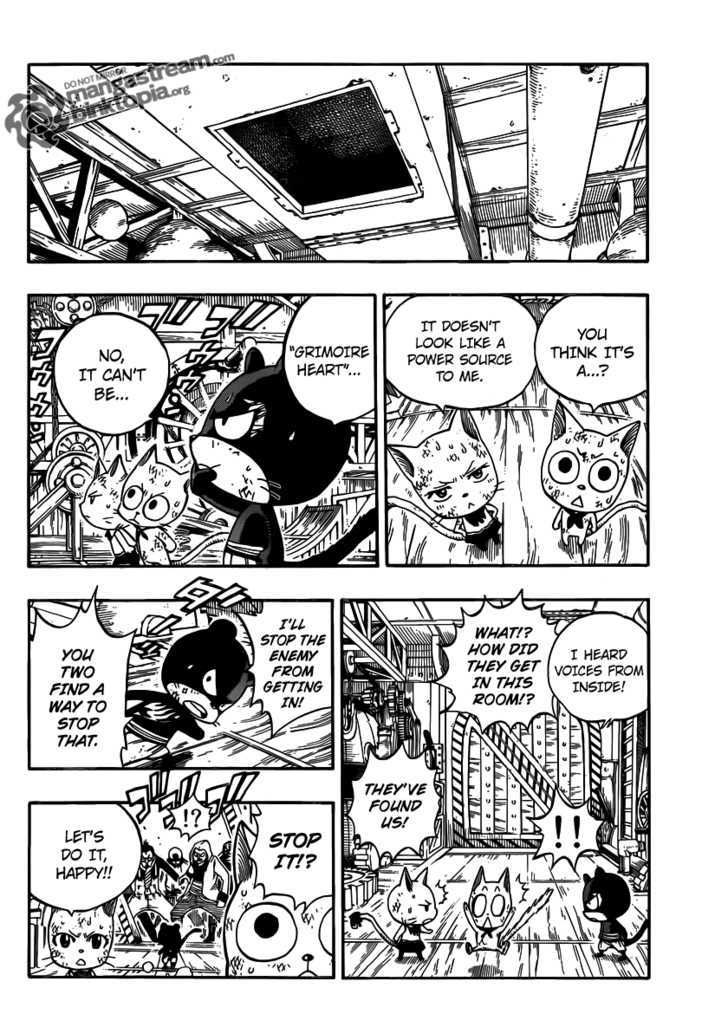 DO NOT MIRROR
mangastream.com
binktopia.org
YOU
THINK IT'S
A...?
IT DOESN'T
LOOK LIKE A
POWER SOURCE
TO ME.
"GRIMOIRE
HEART"...
NO,
IT CAN'T
BE...
I HEARD
VOICES FROM
INSIDE!
WHAT!?
HOW DID
THEY GET
IN THIS
ROOM!?
THEY'VE
FOUND
US!
!!
I'LL
STOP THE
ENEMY
FROM
GETTING
IN!
YOU
TWO
FIND A
WAY TO
STOP
THAT.
STOP
IT!?
!?
LET'S
DO IT,
HAPPY!!